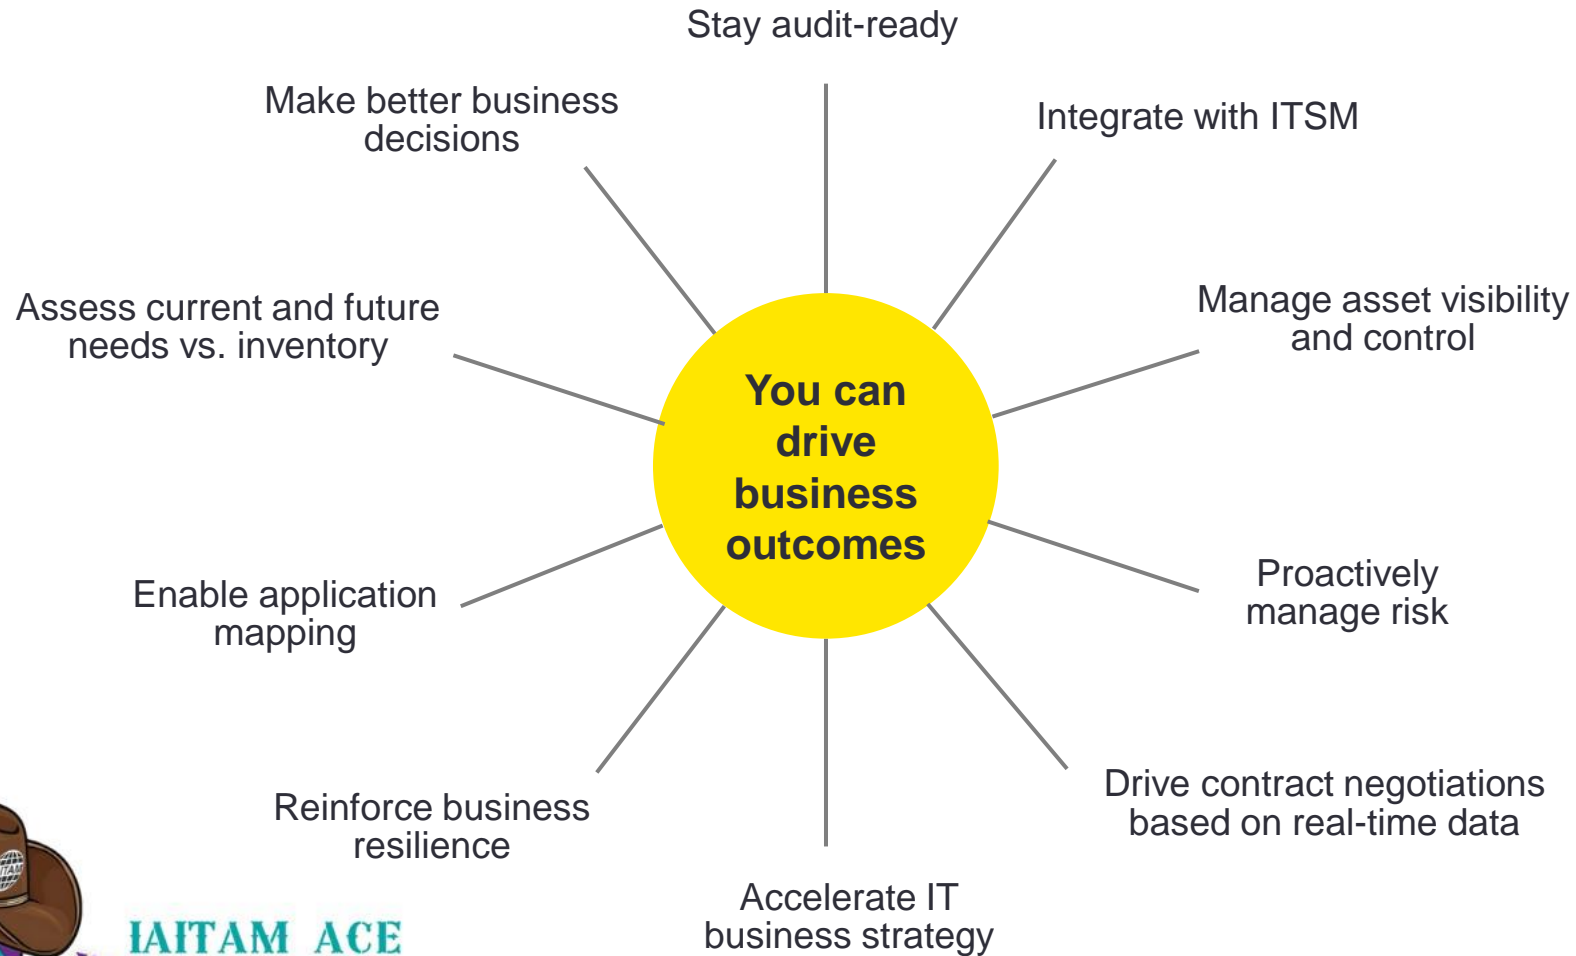 Stay audit-ready
Make better business
decisions
Integrate with ITSM
Assess current and future
needs vs. inventory
Manage asset visibility
and control
You can
drive
business
outcomes
Enable application
mapping
Proactively
manage risk
Reinforce business
resilience
Drive contract negotiations
based on real-time data
Accelerate IT
business strategy
IAITAM ACE